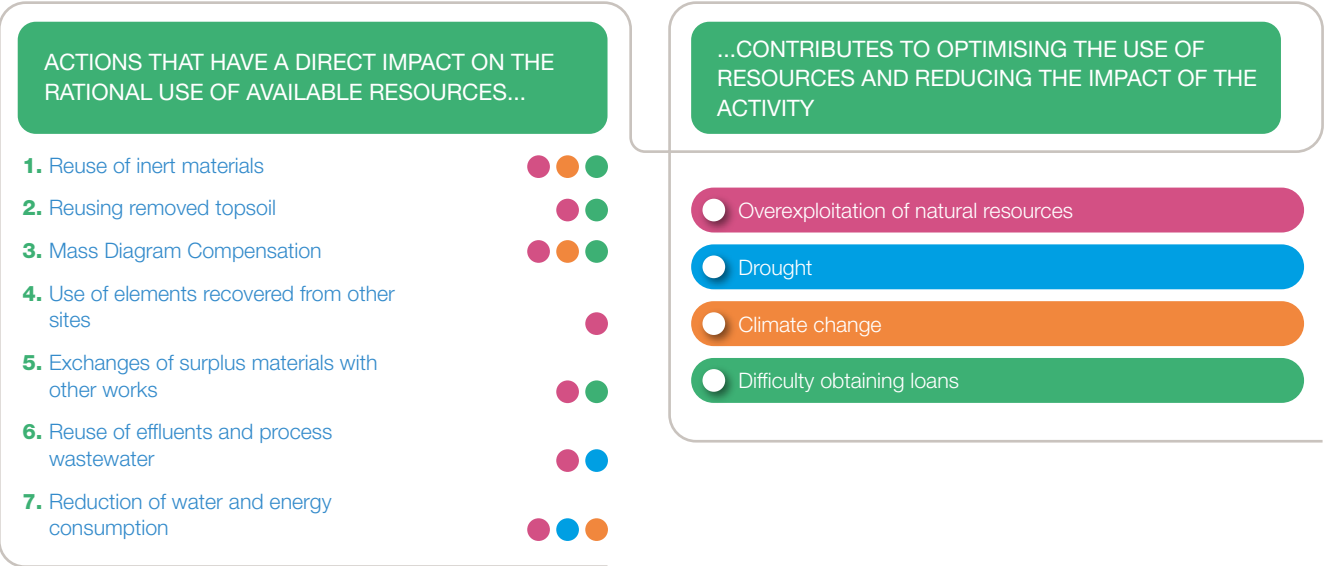 ACTIONS THAT HAVE A DIRECT IMPACT ON THE
RATIONAL USE OF AVAILABLE RESOURCES...
1. Reuse of inert materials
2. Reusing removed topsoil
3. Mass Diagram Compensation
4. Use of elements recovered from other
sites
5. Exchanges of surplus materials with
other works
6. Reuse of effluents and process
wastewater
7. Reduction of water and energy
consumption
...CONTRIBUTES TO OPTIMISING THE USE OF
RESOURCES AND REDUCING THE IMPACT OF THE
ACTIVITY
Overexploitation of natural resources
Drought
Climate change
Difficulty obtaining loans